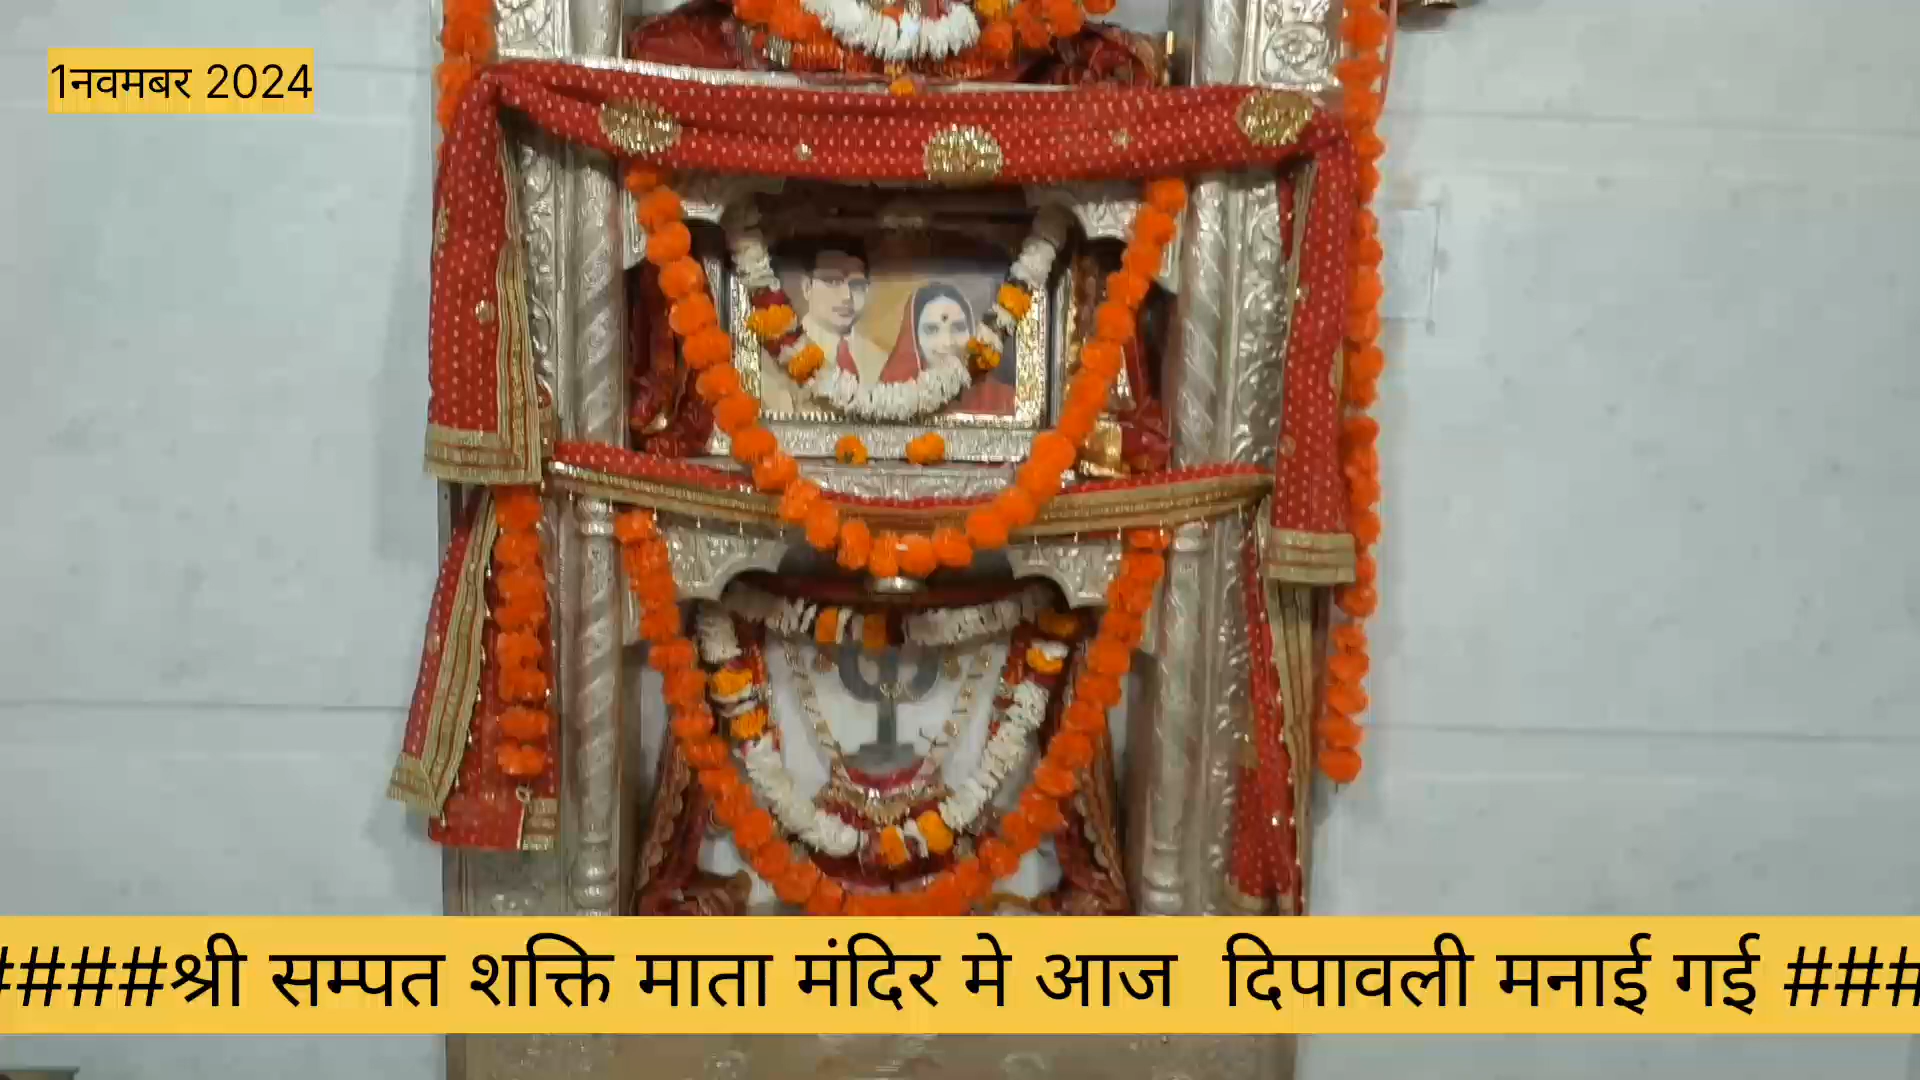 1नवमबर 2024
####श्री सम्पत शक्ति माता मंदिर मे आज  दिपावली मनाई गई ###